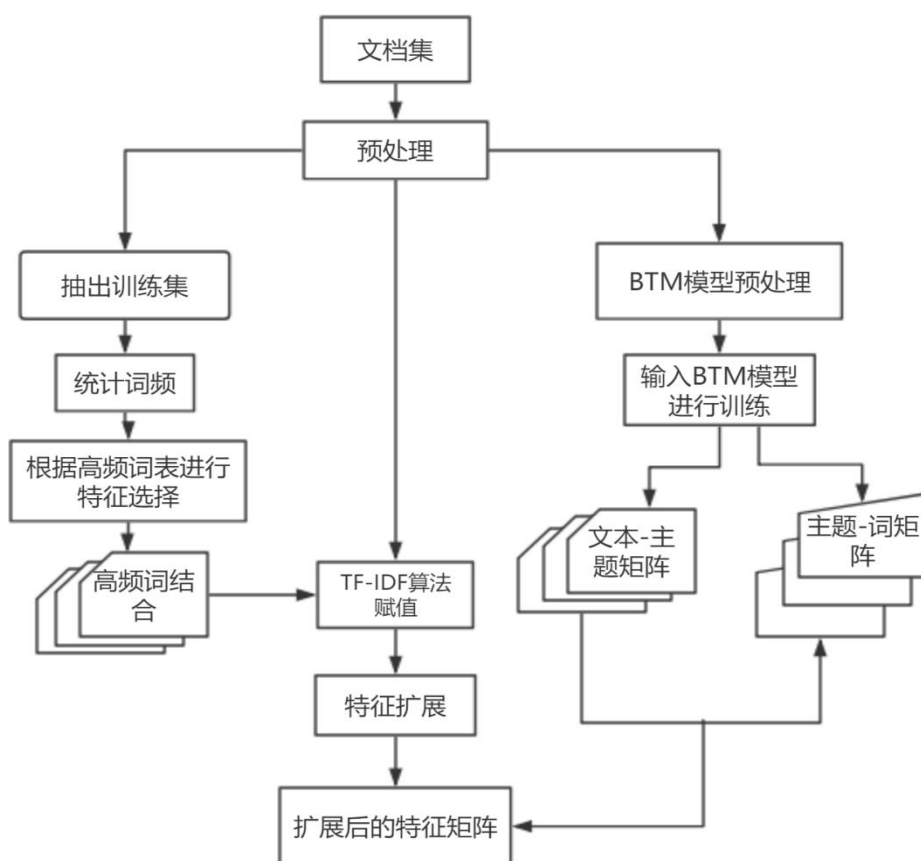 文档集
预处理
抽出训练集
BTM模型预处理
统计词频
输入BTM模型
进行训练
根据高频词表进行
特征选择
文本-主
题矩阵
主题-词矩
阵
高频词结
合
TF-IDF算法
赋值
特征扩展
扩展后的特征矩阵